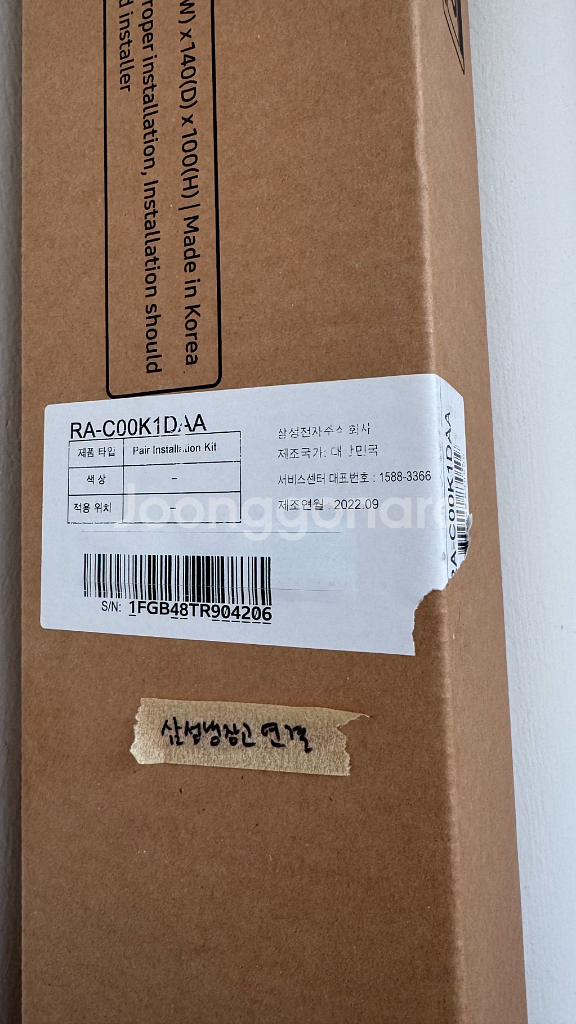 W) x 140(D) x 100(H) | Made in Korea
roper installation, Installation should
d installer
RA-C00K1DAA
제품 타입 Pair Installation Kit
색 상 -
적용 위치
삼성전자주식회사
제조국가: 대한민국
서비스센터 대표번호 : 1588-3366
제조연월 : 2022.09
S/N: 1FGB48TR904206
RA-C00K1DAA
Joonggonara
삼성냉장고 연결